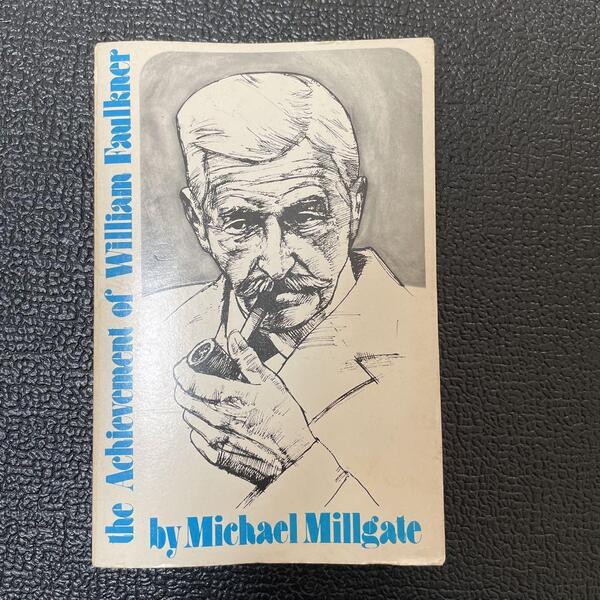 the Achievement of William Faulkner
by Michael Millgate